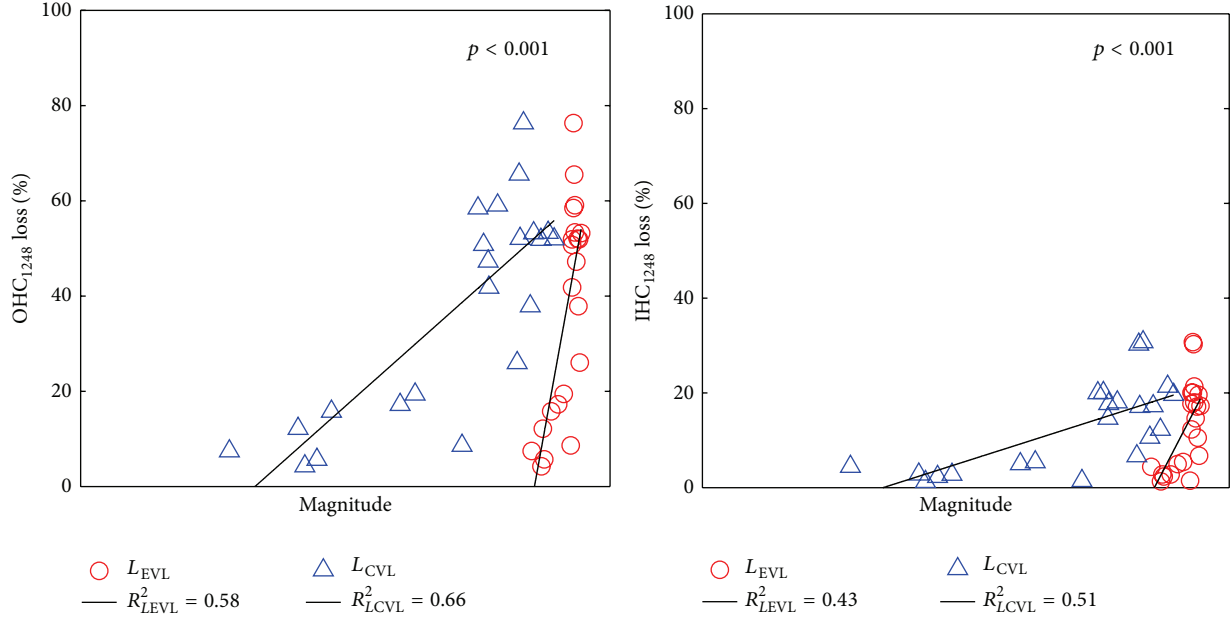 100
80
60
40
20
0
OHC₁₂₄₈ loss (%)
p < 0.001
Magnitude
L_EVL
L_CVL
R²_LEVL = 0.58
R²_LCVL = 0.66
100
80
60
40
20
0
IHC₁₂₄₈ loss (%)
p < 0.001
Magnitude
L_EVL
L_CVL
R²_LEVL = 0.43
R²_LCVL = 0.51